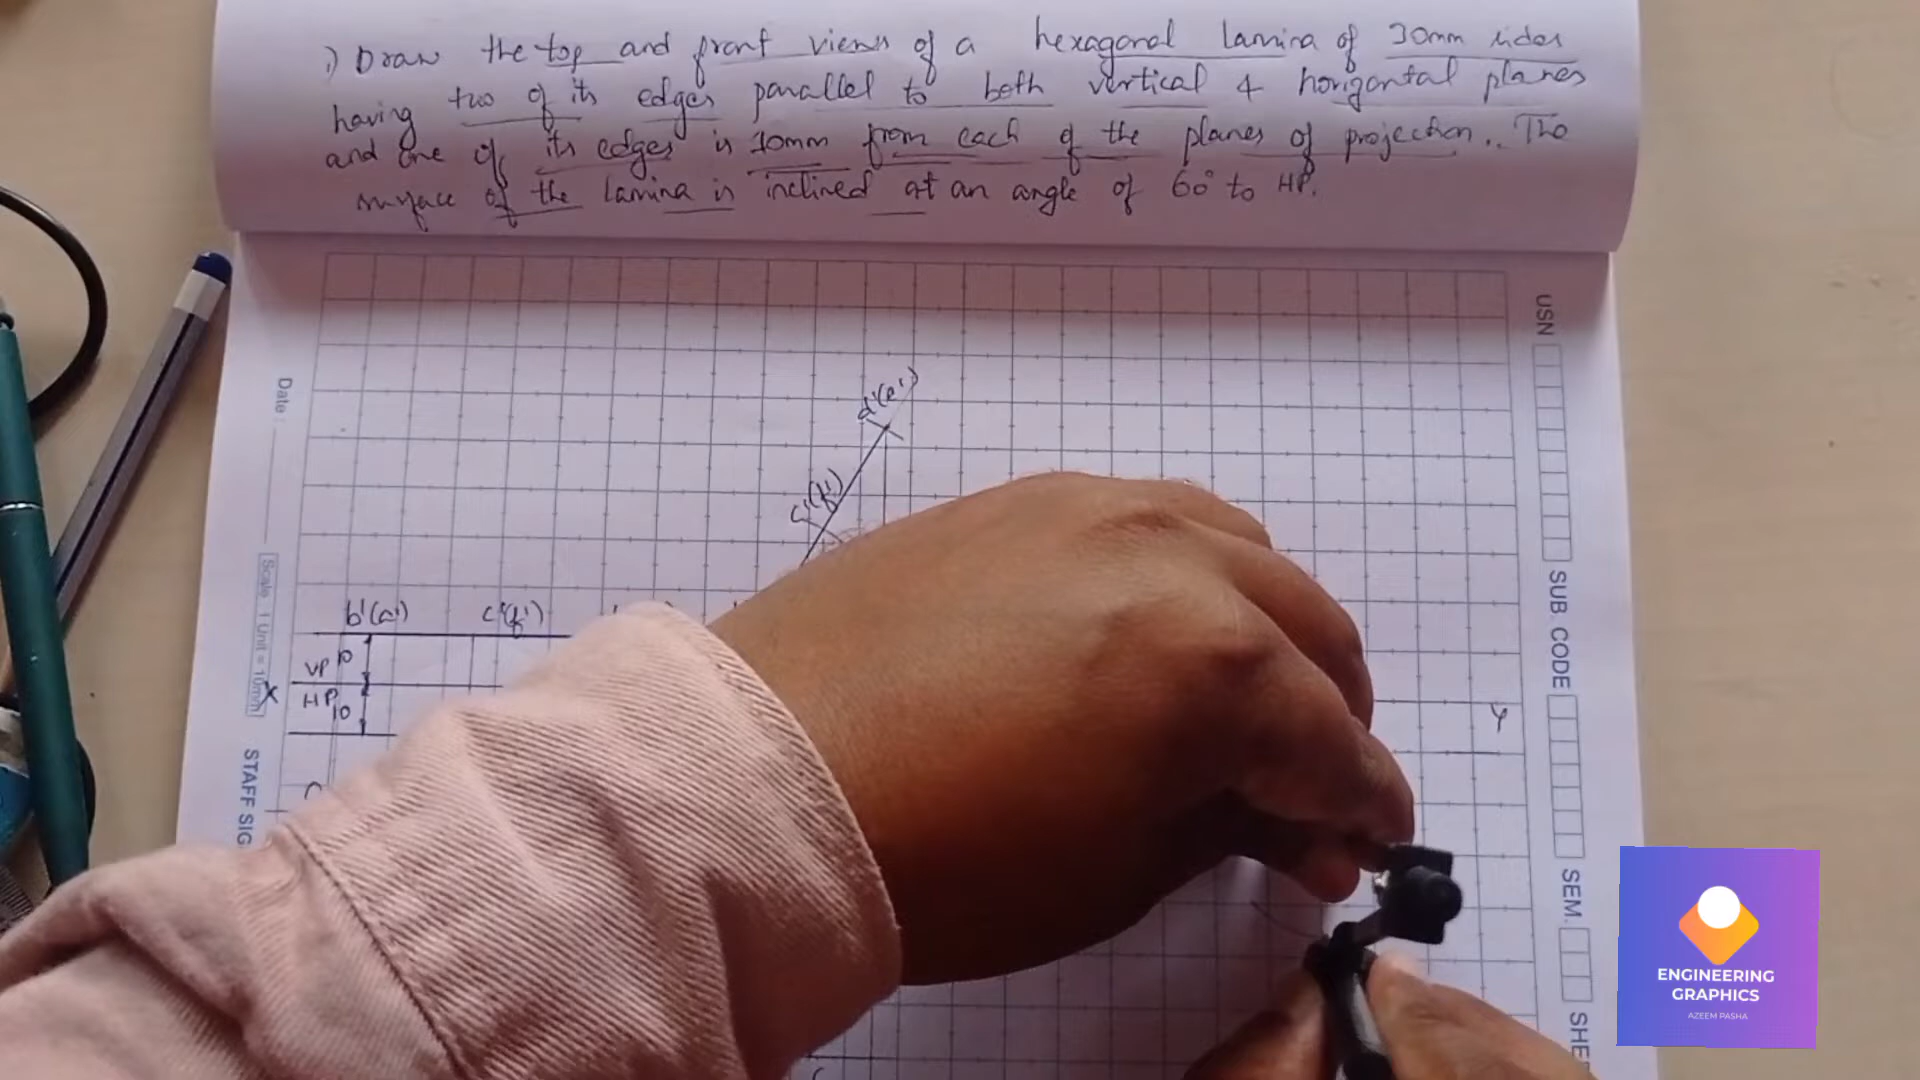 1) Draw the top and front views of a hexagonal lamina of 30mm sides
having two of its edges parallel to both vertical & horizontal planes
and one of its edges is 10mm from each of the planes of projection. The
surface of the lamina is inclined at an angle of 60° to HP.
USN
Date :
d'(e')
c'(f')
SUB. CODE
Scale : 1 Unit = 10mm
b'(a')
c'(f')
VP 10
X
HP 10
Y
STAFF SIG
SEM.
SHE
ENGINEERING
GRAPHICS
AZEEM PASHA